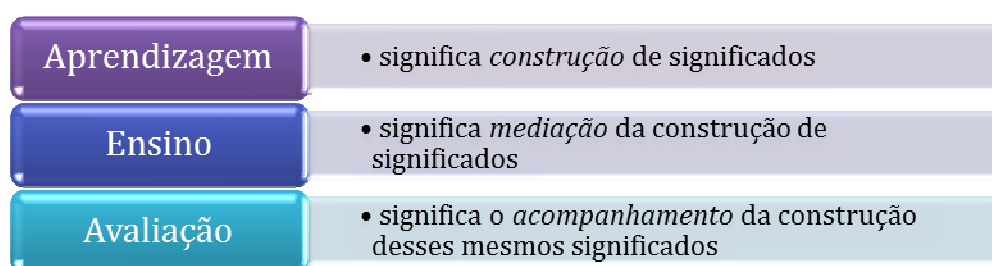 Aprendizagem
• significa construção de significados
Ensino
• significa mediação da construção de
significados
Avaliação
• significa o acompanhamento da construção
desses mesmos significados